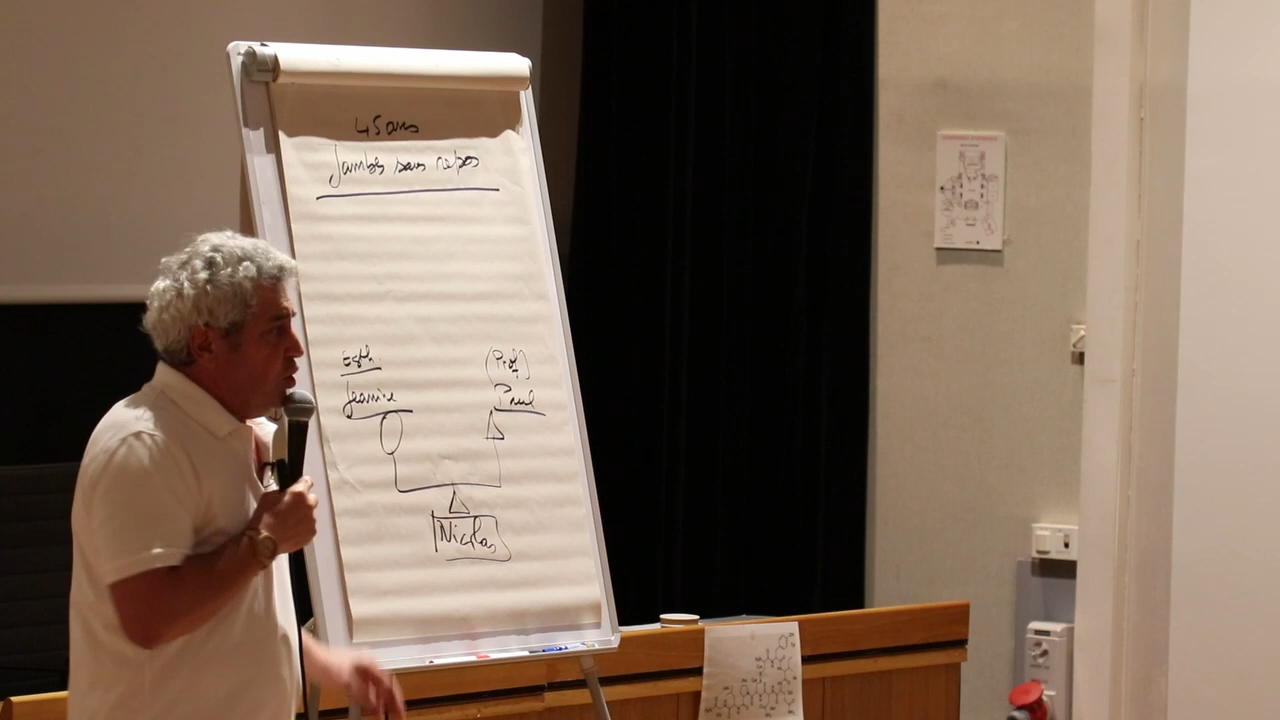 45 ans
Jambes sans repos
Esth.
Jeanine
(Prof)
Paul
Nicolas